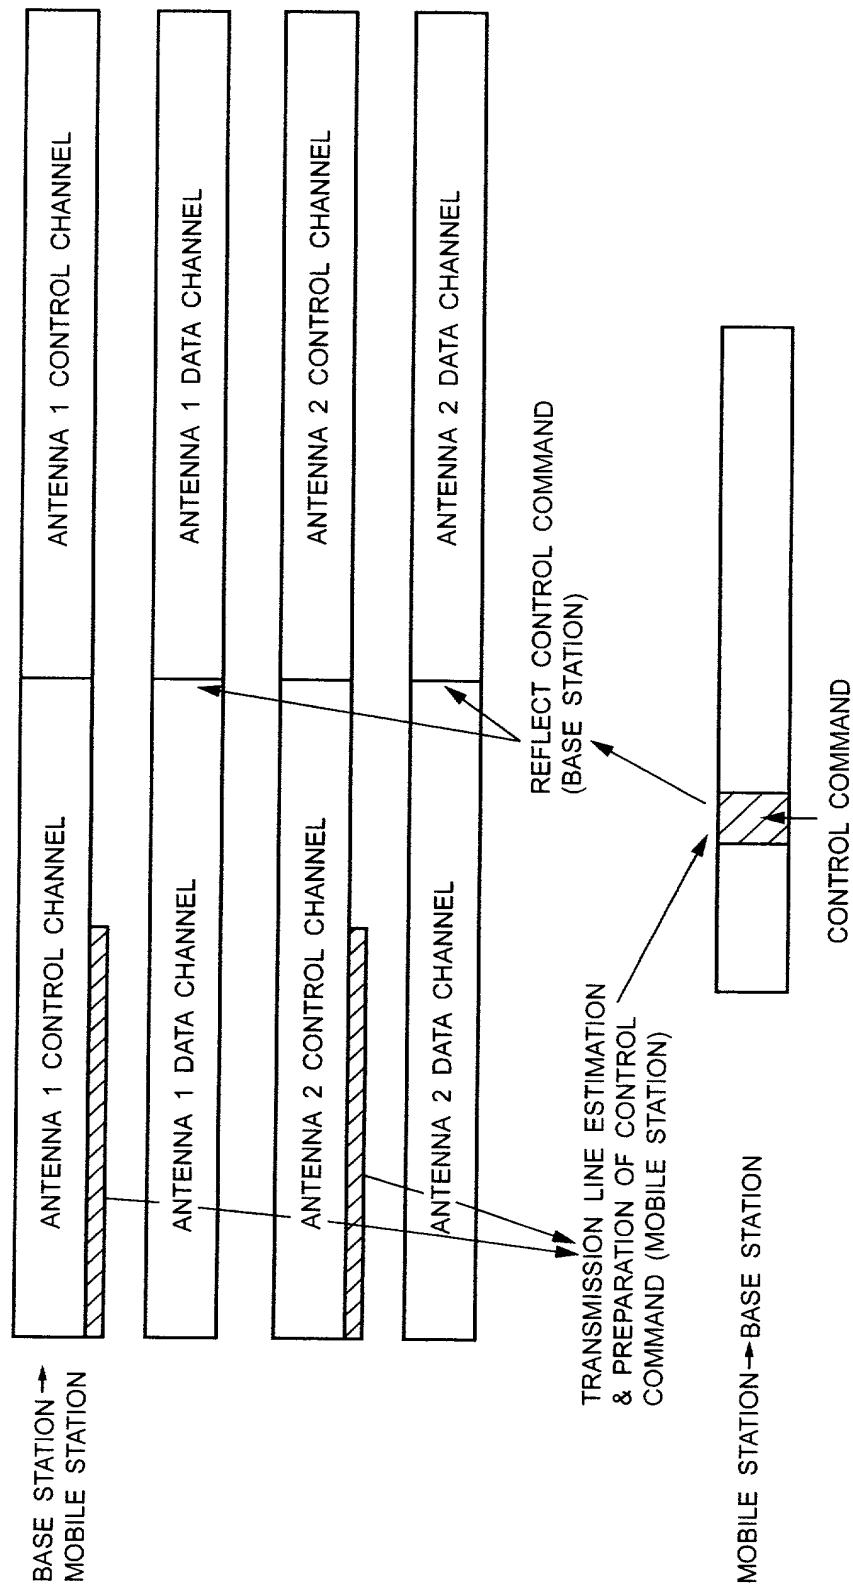 BASE STATION →
MOBILE STATION
ANTENNA 1 CONTROL CHANNEL
ANTENNA 1 CONTROL CHANNEL
ANTENNA 1 DATA CHANNEL
ANTENNA 1 DATA CHANNEL
ANTENNA 2 CONTROL CHANNEL
ANTENNA 2 CONTROL CHANNEL
ANTENNA 2 DATA CHANNEL
ANTENNA 2 DATA CHANNEL
REFLECT CONTROL COMMAND
(BASE STATION)
TRANSMISSION LINE ESTIMATION
& PREPARATION OF CONTROL
COMMAND (MOBILE STATION)
MOBILE STATION → BASE STATION
CONTROL COMMAND